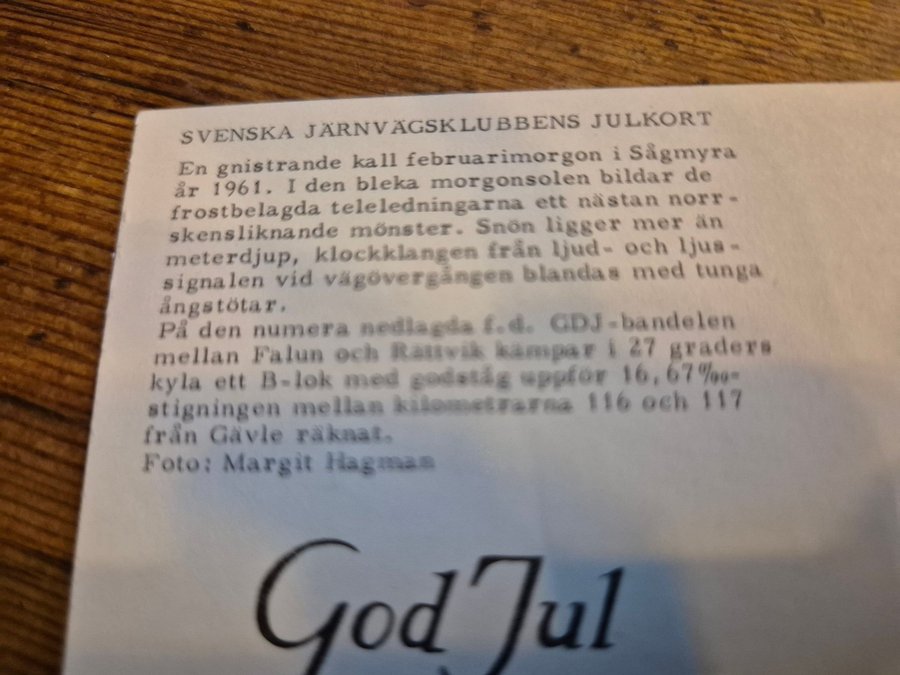 SVENSKA JÄRNVÄGSKLUBBENS JULKORT
En gnistrande kall februarimorgon i Sågmyra
år 1961. I den bleka morgonsolen bildar de
frostbelagda teleledningarna ett nästan norr-
skensliknande mönster. Snön ligger mer än
meterdjup, klockklangen från ljud- och ljus-
signalen vid vägövergången blandas med tunga
ångstötar.
På den numera nedlagda f.d. GDJ-bandelen
mellan Falun och Rättvik kämpar i 27 graders
kyla ett B-lok med godståg uppför 16,67‰-
stigningen mellan kilometrarna 116 och 117
från Gävle räknat.
Foto: Margit Hagman
God Jul